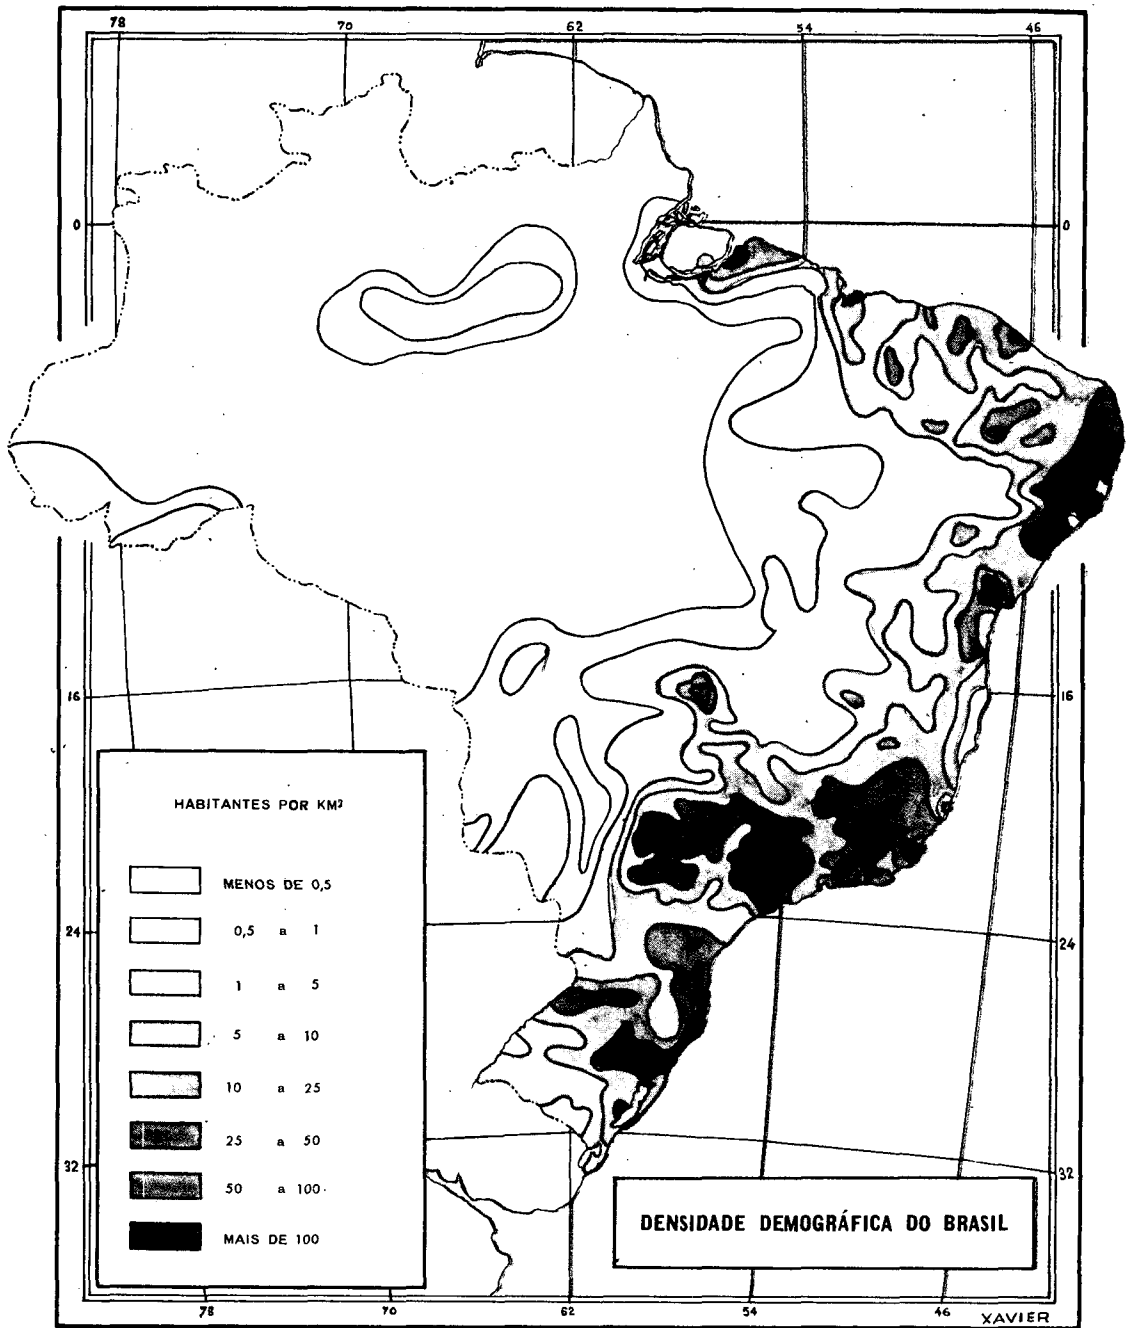 78 70 62 54 46
0 0
16 16
HABITANTES POR KM²
MENOS DE 0,5
0,5 a 1
1 a 5
5 a 10
10 a 25
25 a 50
50 a 100
MAIS DE 100
24 24
32 32
DENSIDADE DEMOGRÁFICA DO BRASIL
78 70 62 54 46
XAVIER